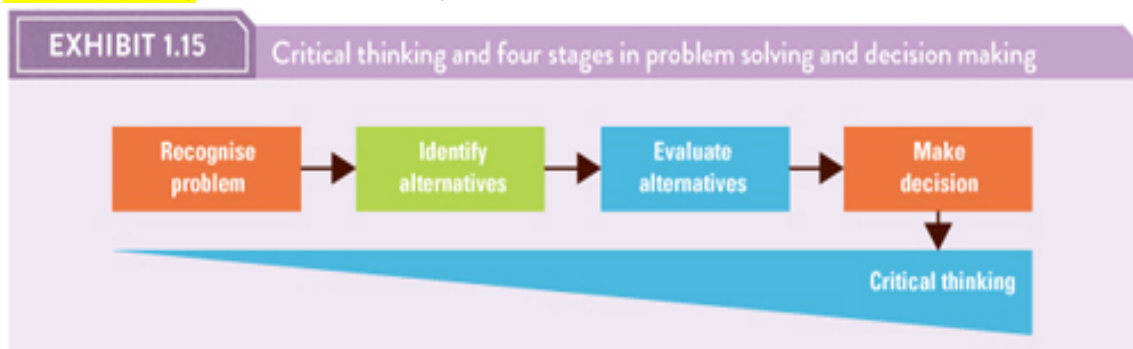 EXHIBIT 1.15
Critical thinking and four stages in problem solving and decision making
Recognise
problem
Identify
alternatives
Evaluate
alternatives
Make
decision
Critical thinking